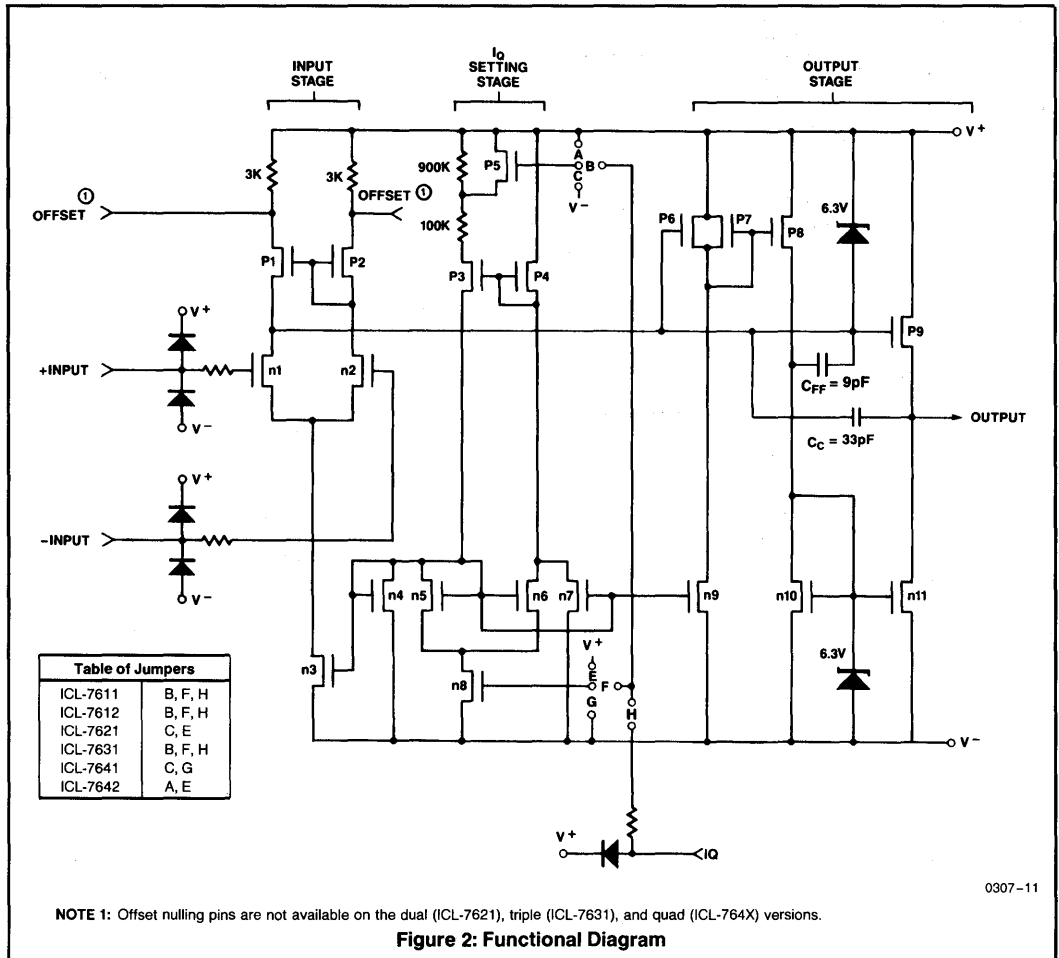 INPUT
STAGE
IQ
SETTING
STAGE
OUTPUT
STAGE
V+
3K
3K
900K
P5
A
B
C
V-
OFFSET ①
OFFSET ①
100K
6.3V
P1
P2
P3
P4
P6
P7
P8
P9
V+
+INPUT
n1
n2
CFF = 9pF
V-
OUTPUT
CC = 33pF
V+
-INPUT
V-
n4
n5
n6
n7
n9
n10
n11
V+
E
F
G
H
n3
n8
6.3V
V-
Table of Jumpers
ICL-7611 B, F, H
ICL-7612 B, F, H
ICL-7621 C, E
ICL-7631 B, F, H
ICL-7641 C, G
ICL-7642 A, E
V+
IQ
0307-11
NOTE 1: Offset nulling pins are not available on the dual (ICL-7621), triple (ICL-7631), and quad (ICL-764X) versions.
Figure 2: Functional Diagram